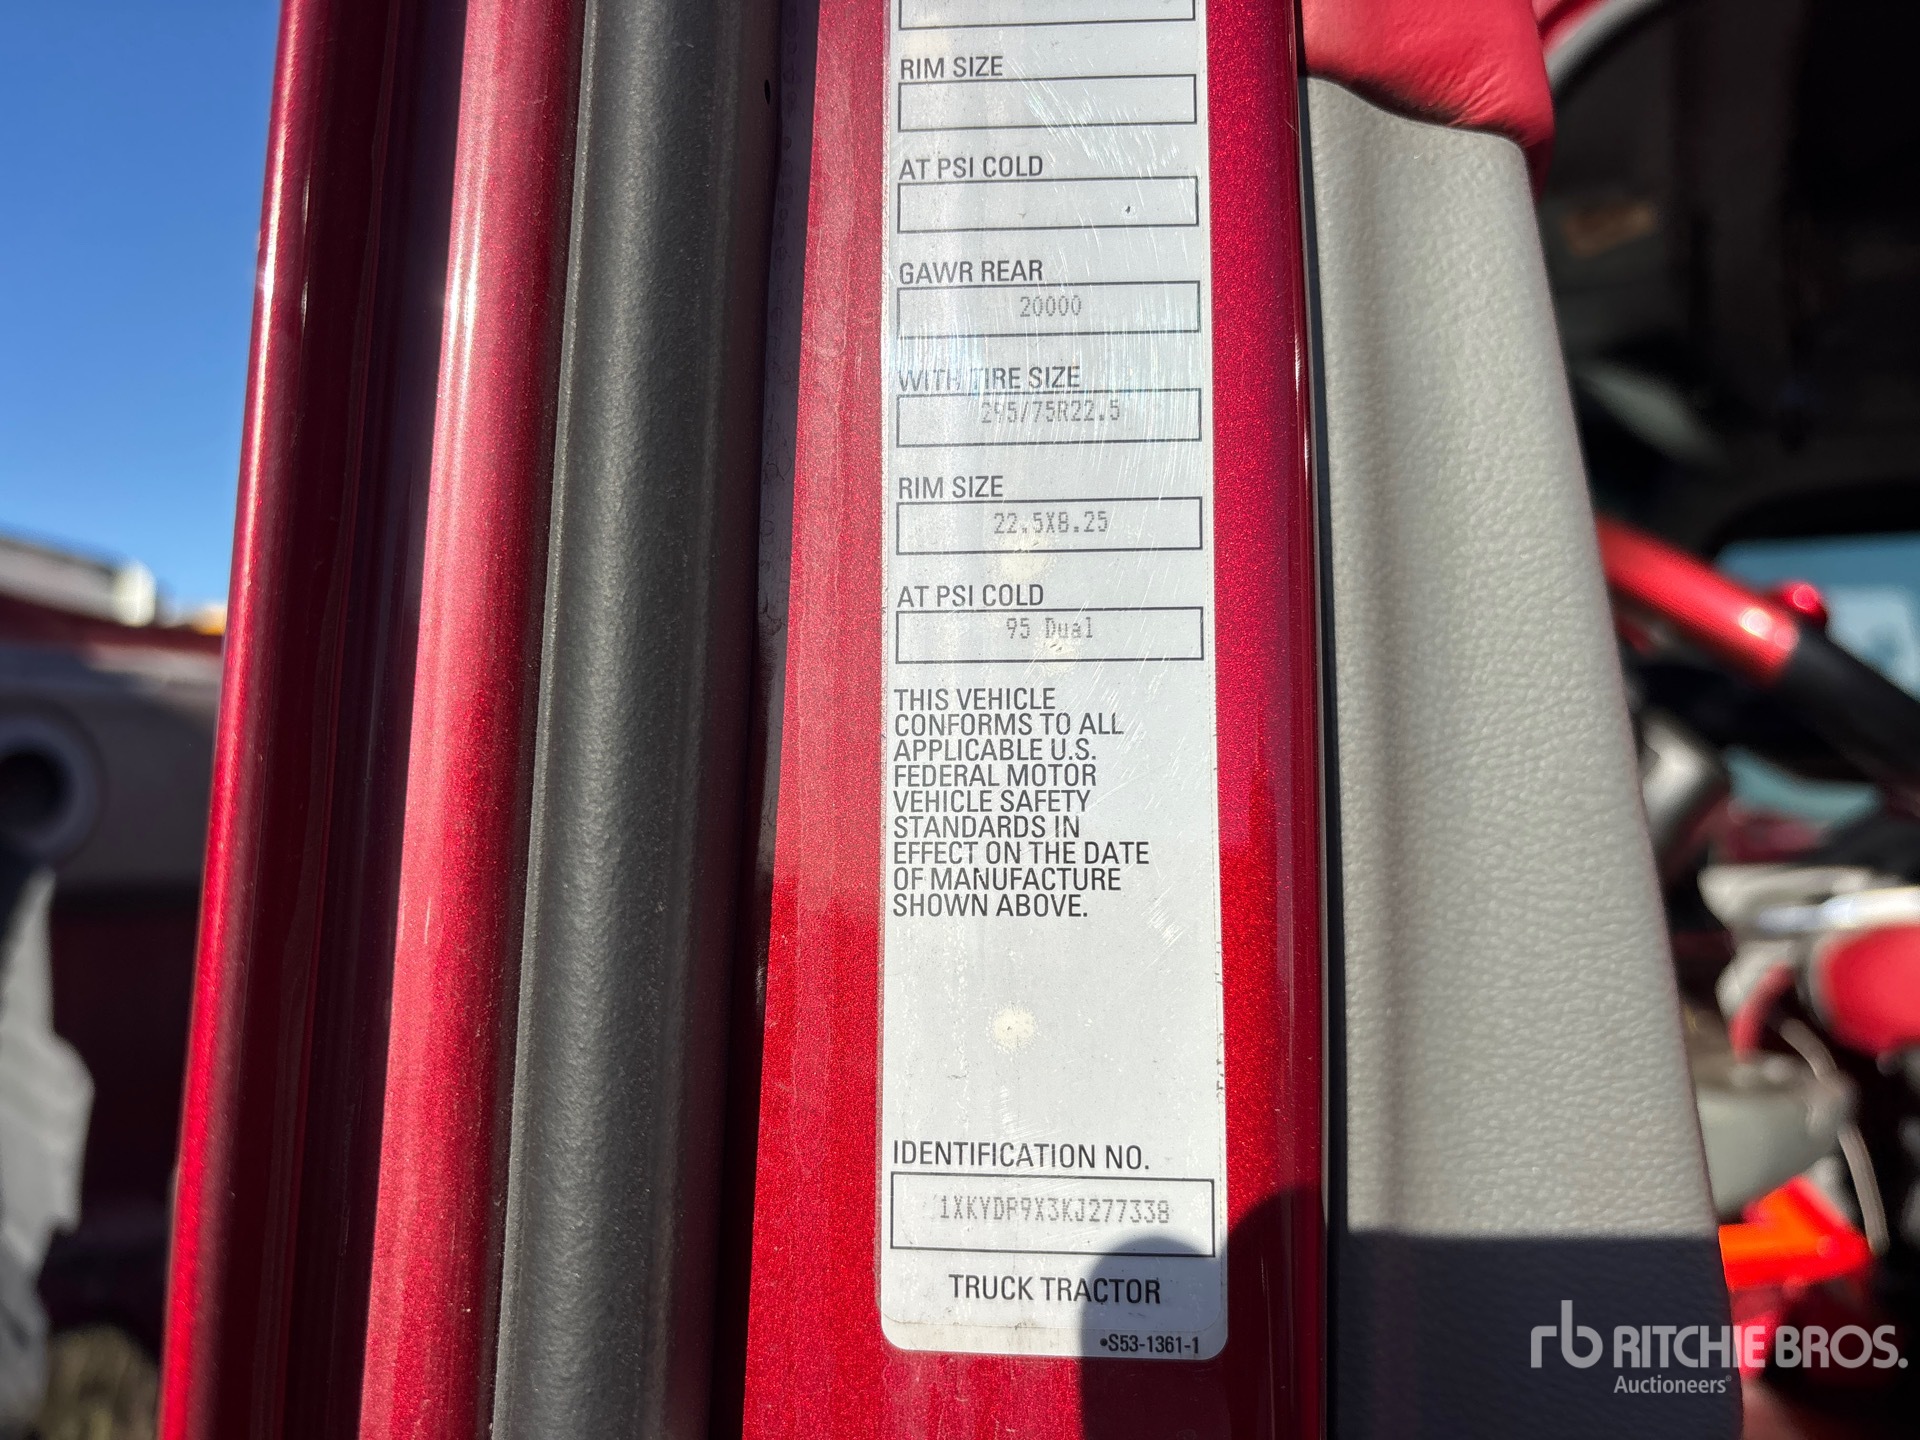 RIM SIZE
AT PSI COLD
GAWR REAR
20000
WITH TIRE SIZE
295/75R22.5
RIM SIZE
22.5X8.25
AT PSI COLD
95 Dual
THIS VEHICLE
CONFORMS TO ALL
APPLICABLE U.S.
FEDERAL MOTOR
VEHICLE SAFETY
STANDARDS IN
EFFECT ON THE DATE
OF MANUFACTURE
SHOWN ABOVE.
IDENTIFICATION NO.
1XKYDP9X3KJ277338
TRUCK TRACTOR
•S53-1361-1
rb RITCHIE BROS.
Auctioneers®